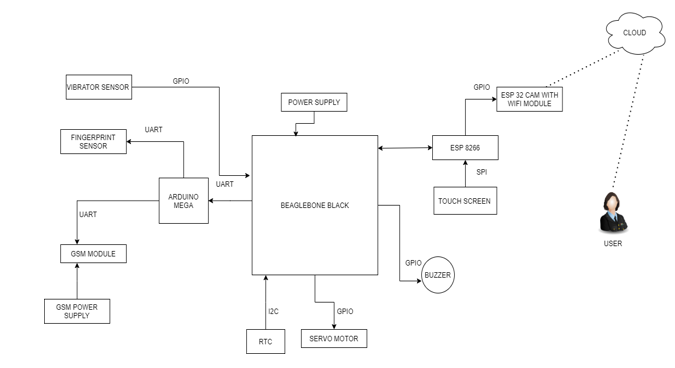 CLOUD
VIBRATOR SENSOR
GPIO
GPIO
ESP 32 CAM WITH
WIFI MODULE
POWER SUPPLY
FINGERPRINT
SENSOR
UART
ESP 8266
SPI
ARDUINO
MEGA
UART
BEAGLEBONE BLACK
TOUCH SCREEN
UART
USER
GSM MODULE
GPIO
BUZZER
GSM POWER
SUPPLY
I2C
GPIO
RTC
SERVO MOTOR